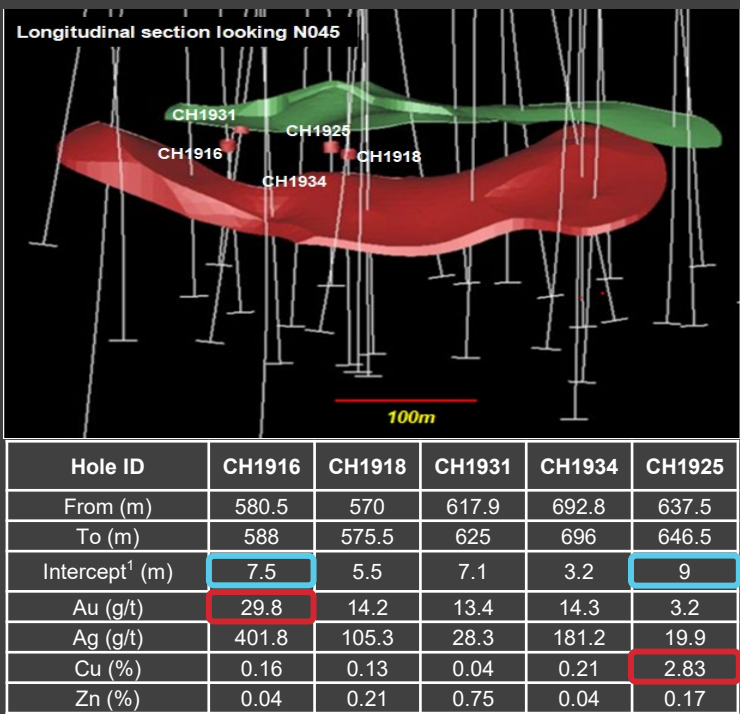 Longitudinal section looking N045
CH1931
CH1925
CH1916
CH1918
CH1934
100m
Hole ID CH1916 CH1918 CH1931 CH1934 CH1925
From (m) 580.5 570 617.9 692.8 637.5
To (m) 588 575.5 625 696 646.5
Intercept¹ (m) 7.5 5.5 7.1 3.2 9
Au (g/t) 29.8 14.2 13.4 14.3 3.2
Ag (g/t) 401.8 105.3 28.3 181.2 19.9
Cu (%) 0.16 0.13 0.04 0.21 2.83
Zn (%) 0.04 0.21 0.75 0.04 0.17